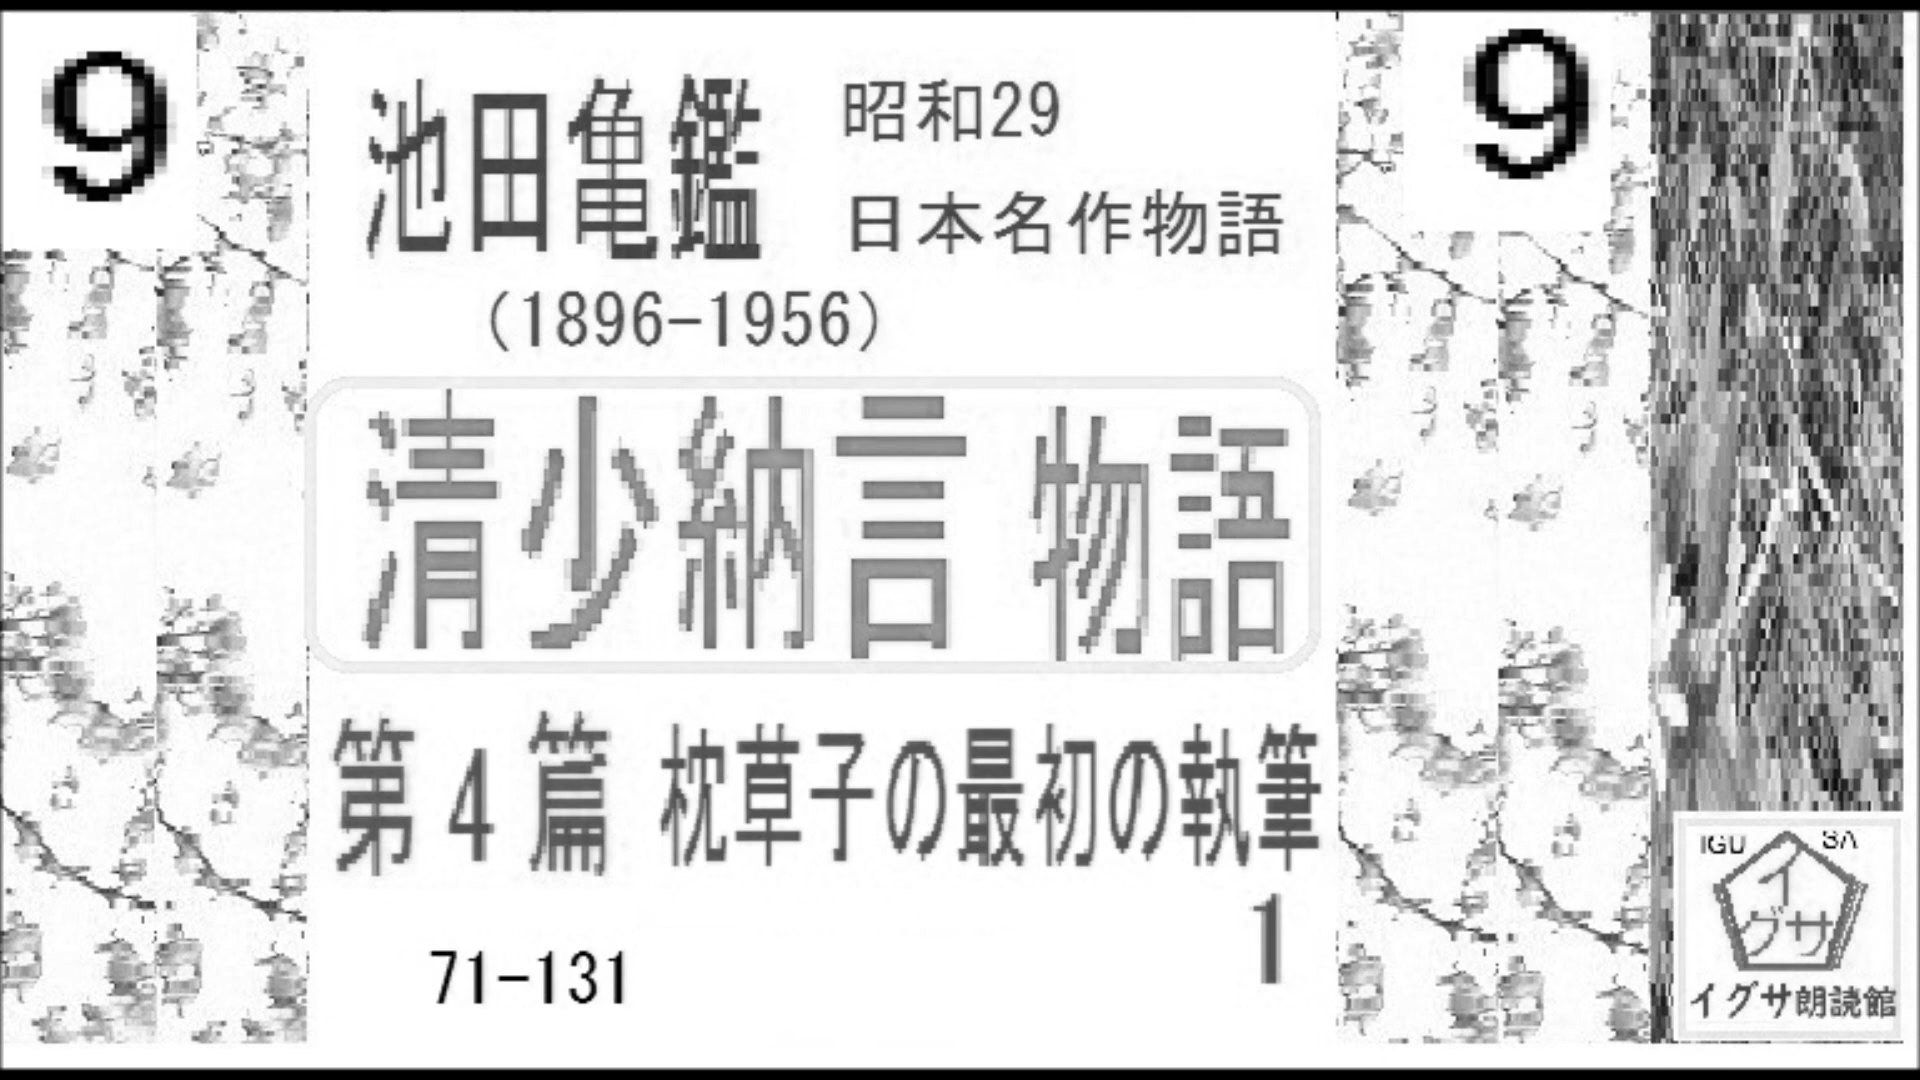 9
池田亀鑑
昭和29
日本名作物語
(1896-1956)
清少納言 物語
第4篇 枕草子の最初の執筆
1
71-131
9
IGU SA
イ
グサ
イグサ朗読館